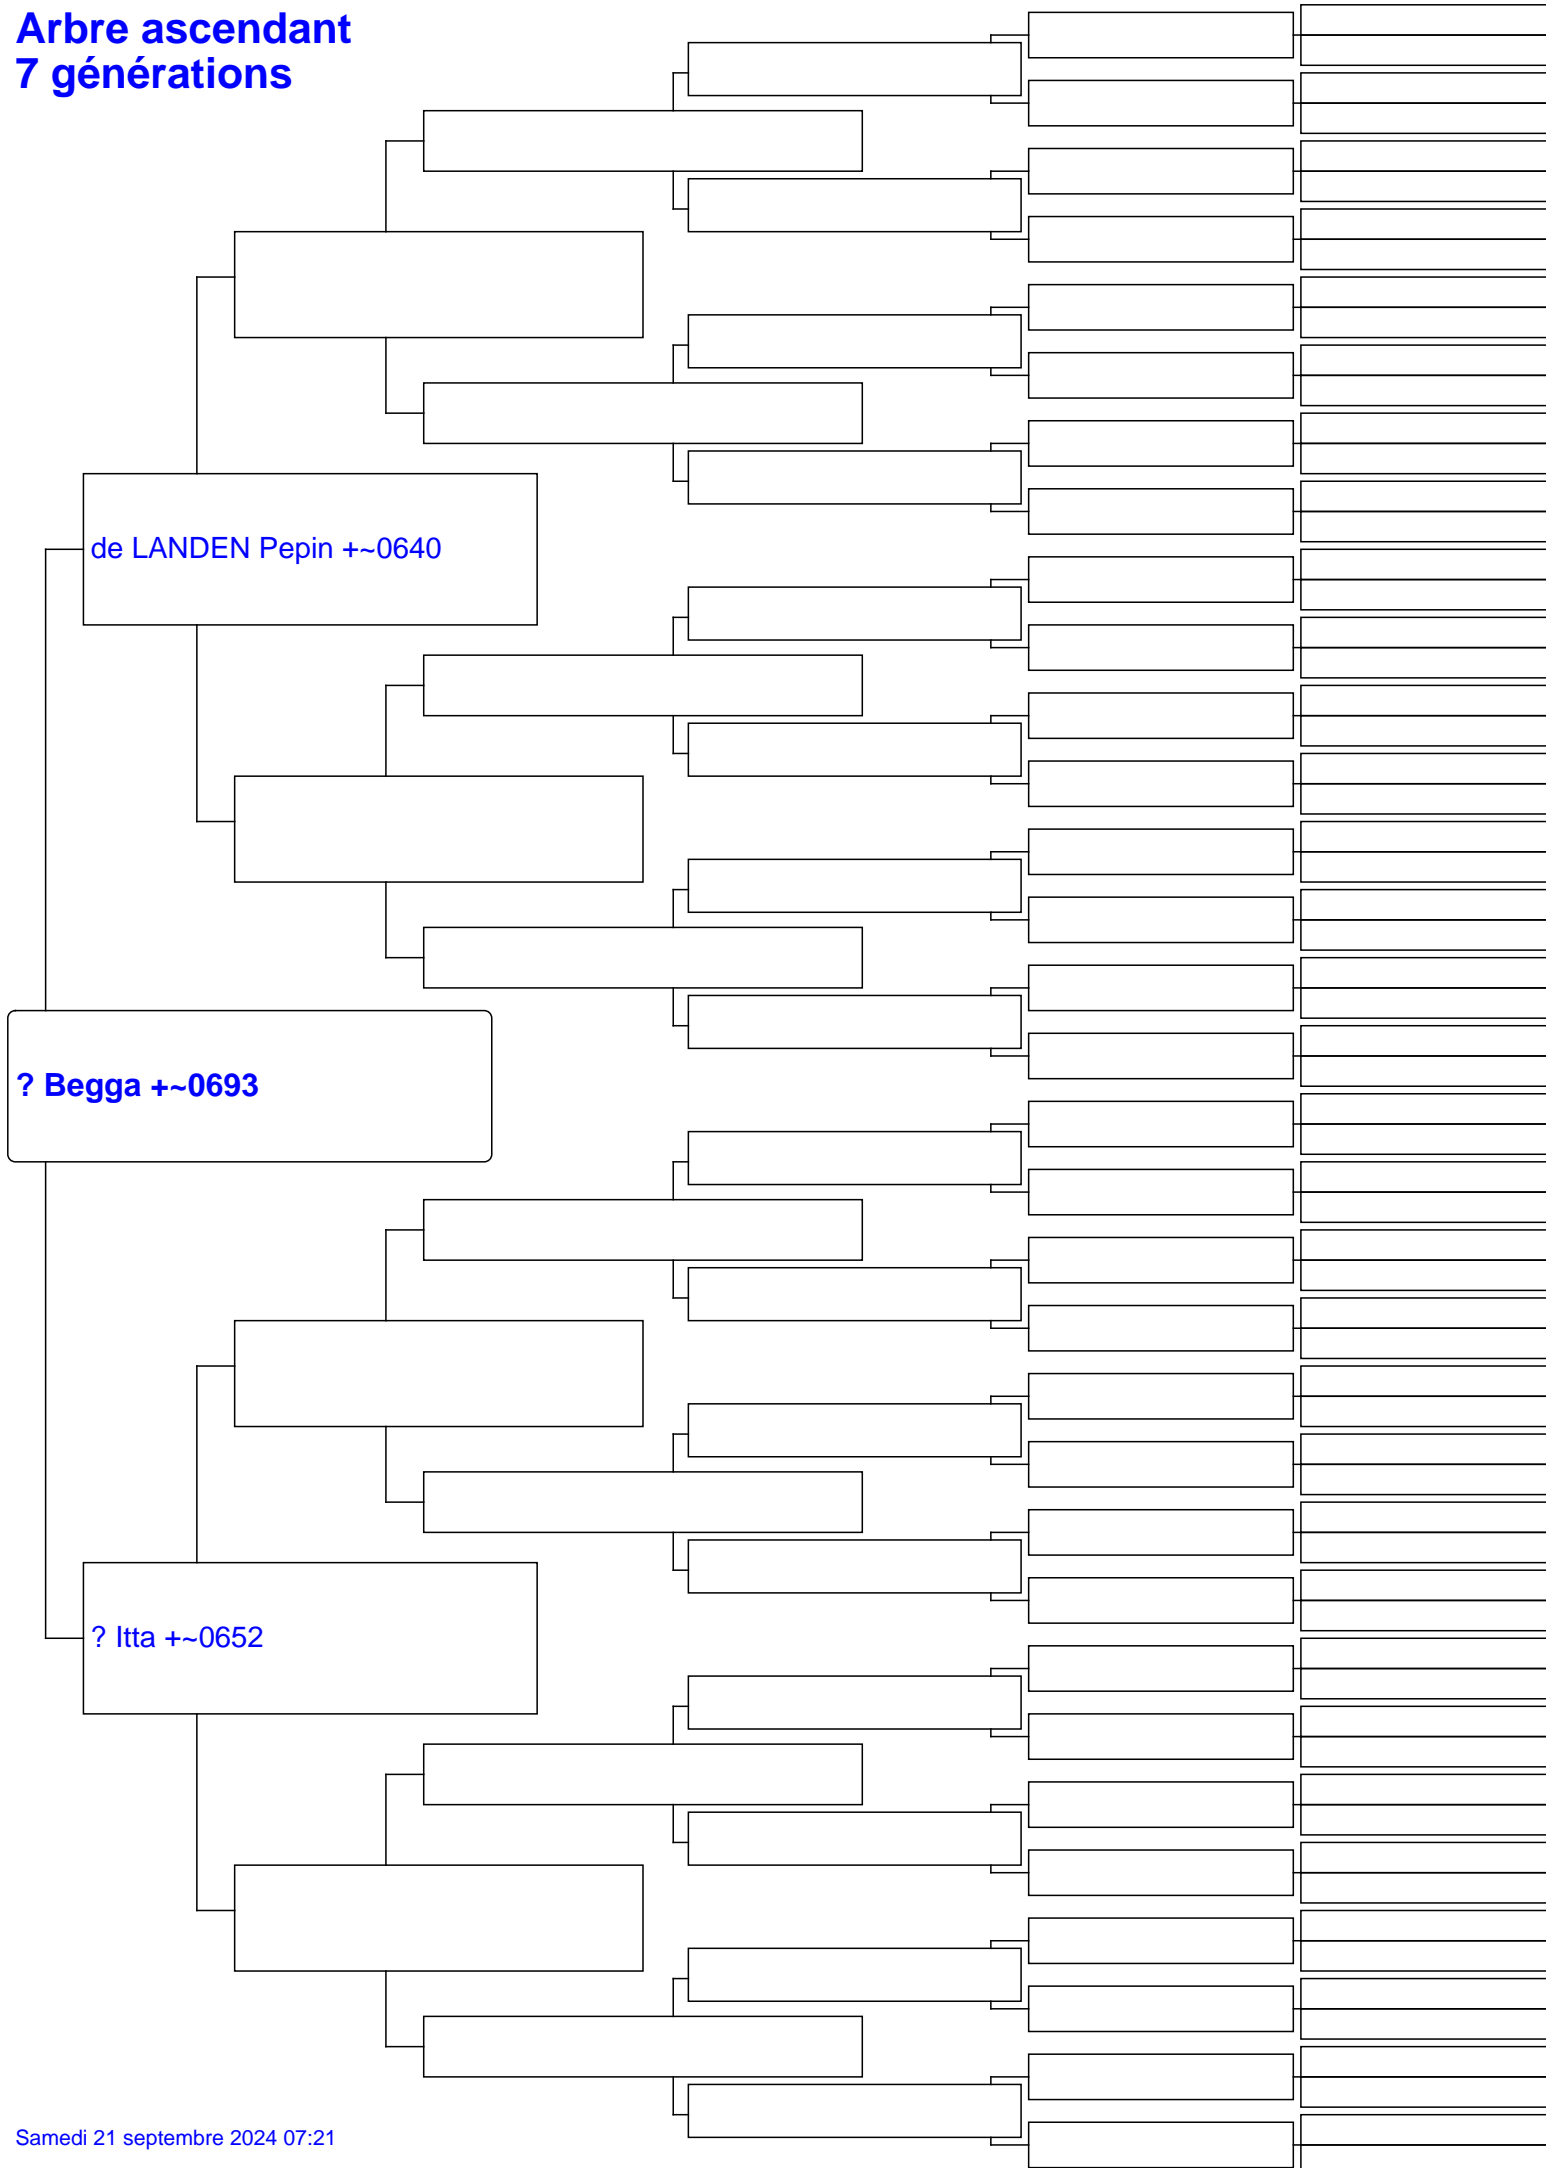 Arbre ascendant
7 générations
de LANDEN Pepin +~0640
? Begga +~0693
? Itta +~0652
Samedi 21 septembre 2024 07:21